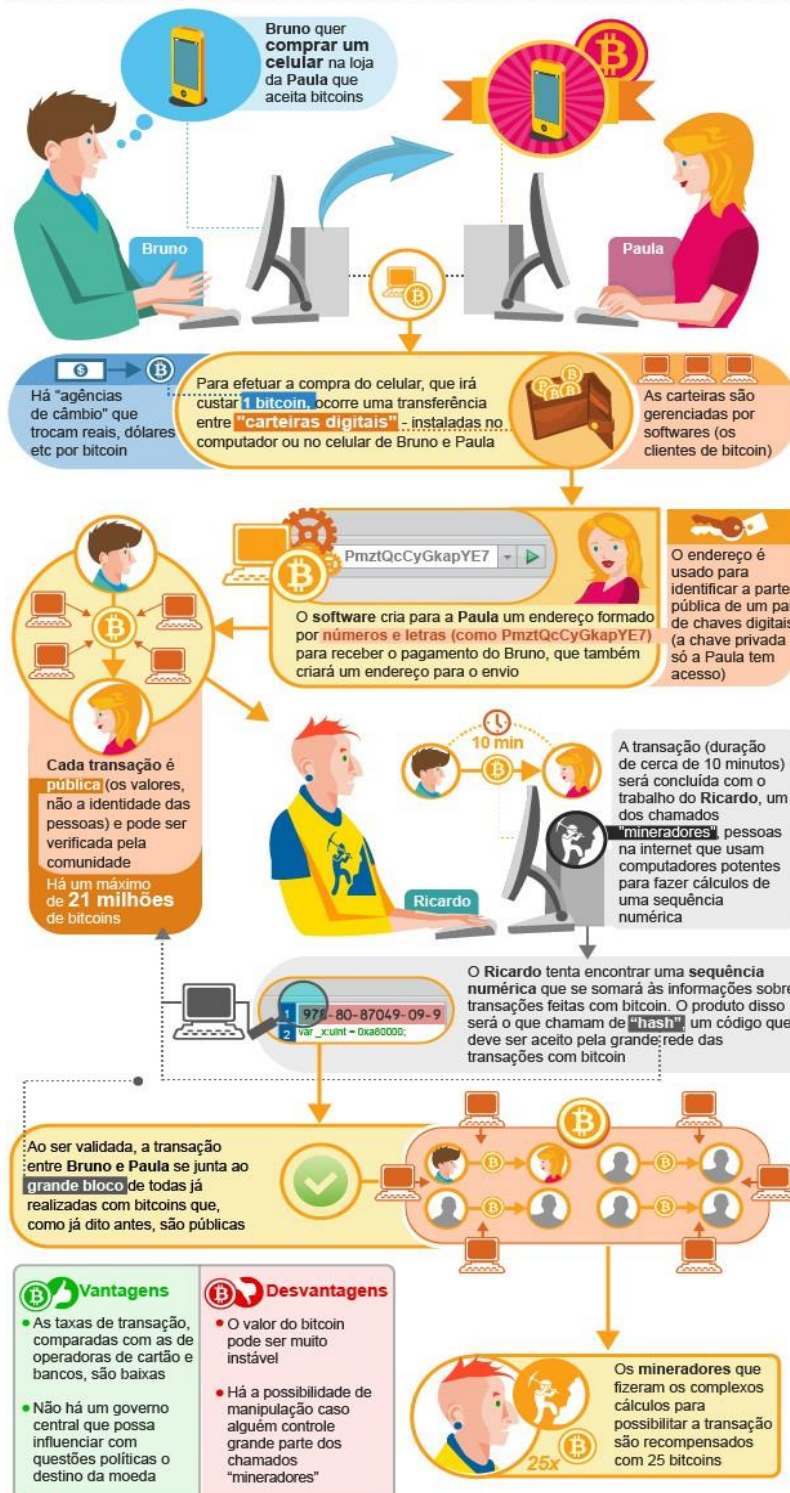 Bruno quer
comprar um
celular na loja
da Paula que
aceita bitcoins
Bruno
Paula
Há "agências
de câmbio" que
trocam reais, dólares
etc por bitcoin
Para efetuar a compra do celular, que irá
custar 1 bitcoin, ocorre uma transferência
entre "carteiras digitais" - instaladas no
computador ou no celular de Bruno e Paula
As carteiras são
gerenciadas por
softwares (os
clientes de bitcoin)
PmztQcCyGkapYE7
O software cria para a Paula um endereço formado
por números e letras (como PmztQcCyGkapYE7)
para receber o pagamento do Bruno, que também
criará um endereço para o envio
O endereço é
usado para
identificar a parte
pública de um par
de chaves digitais
(a chave privada
só a Paula tem
acesso)
Cada transação é
pública (os valores,
não a identidade das
pessoas) e pode ser
verificada pela
comunidade
Há um máximo
de 21 milhões
de bitcoins
10 min
Ricardo
A transação (duração
de cerca de 10 minutos)
será concluída com o
trabalho do Ricardo, um
dos chamados
"mineradores", pessoas
na internet que usam
computadores potentes
para fazer cálculos de
uma sequência
numérica
1 978-80-87049-09-9
2 var _x:uint = 0xa80000;
O Ricardo tenta encontrar uma sequência
numérica que se somará às informações sobre
transações feitas com bitcoin. O produto disso
será o que chamam de “hash”, um código que
deve ser aceito pela grande rede das
transações com bitcoin
Ao ser validada, a transação
entre Bruno e Paula se junta ao
grande bloco de todas já
realizadas com bitcoins que,
como já dito antes, são públicas
Vantagens
• As taxas de transação,
comparadas com as de
operadoras de cartão e
bancos, são baixas
• Não há um governo
central que possa
influenciar com
questões políticas o
destino da moeda
Desvantagens
• O valor do bitcoin
pode ser muito
instável
• Há a possibilidade de
manipulação caso
alguém controle
grande parte dos
chamados
“mineradores”
25x
Os mineradores que
fizeram os complexos
cálculos para
possibilitar a transação
são recompensados
com 25 bitcoins